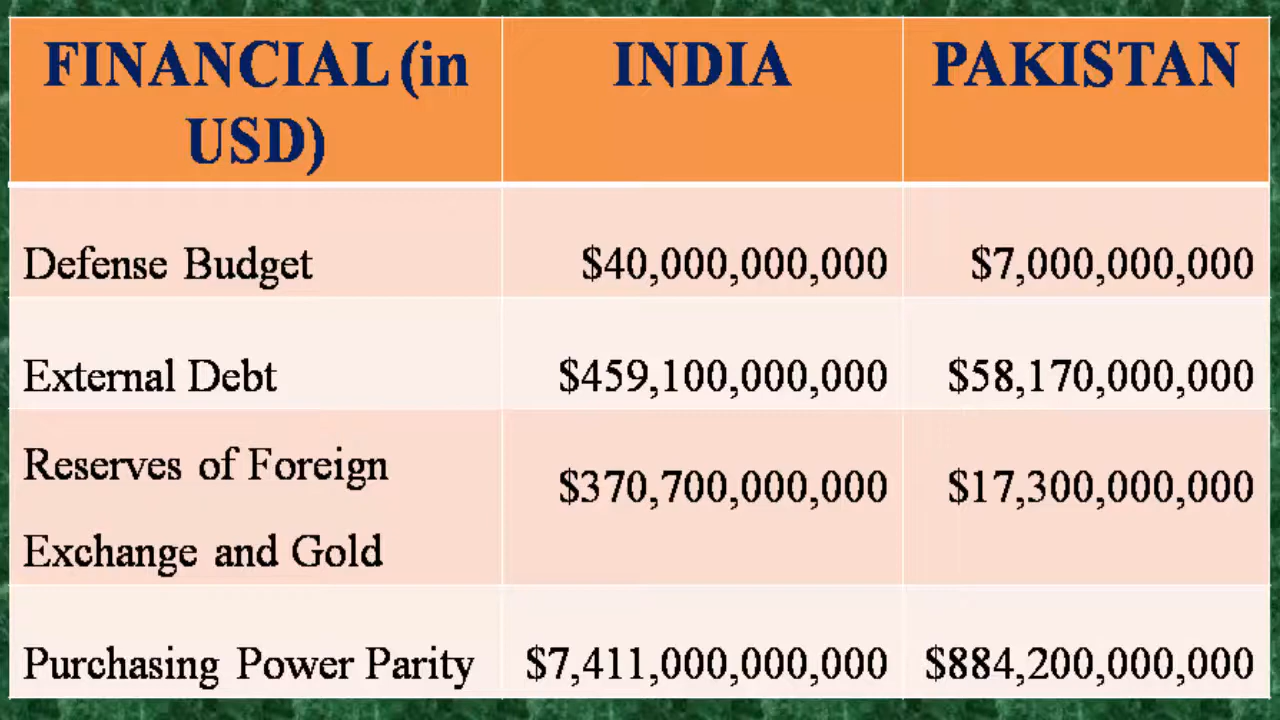 FINANCIAL (in USD) INDIA PAKISTAN
Defense Budget $40,000,000,000 $7,000,000,000
External Debt $459,100,000,000 $58,170,000,000
Reserves of Foreign Exchange and Gold $370,700,000,000 $17,300,000,000
Purchasing Power Parity $7,411,000,000,000 $884,200,000,000